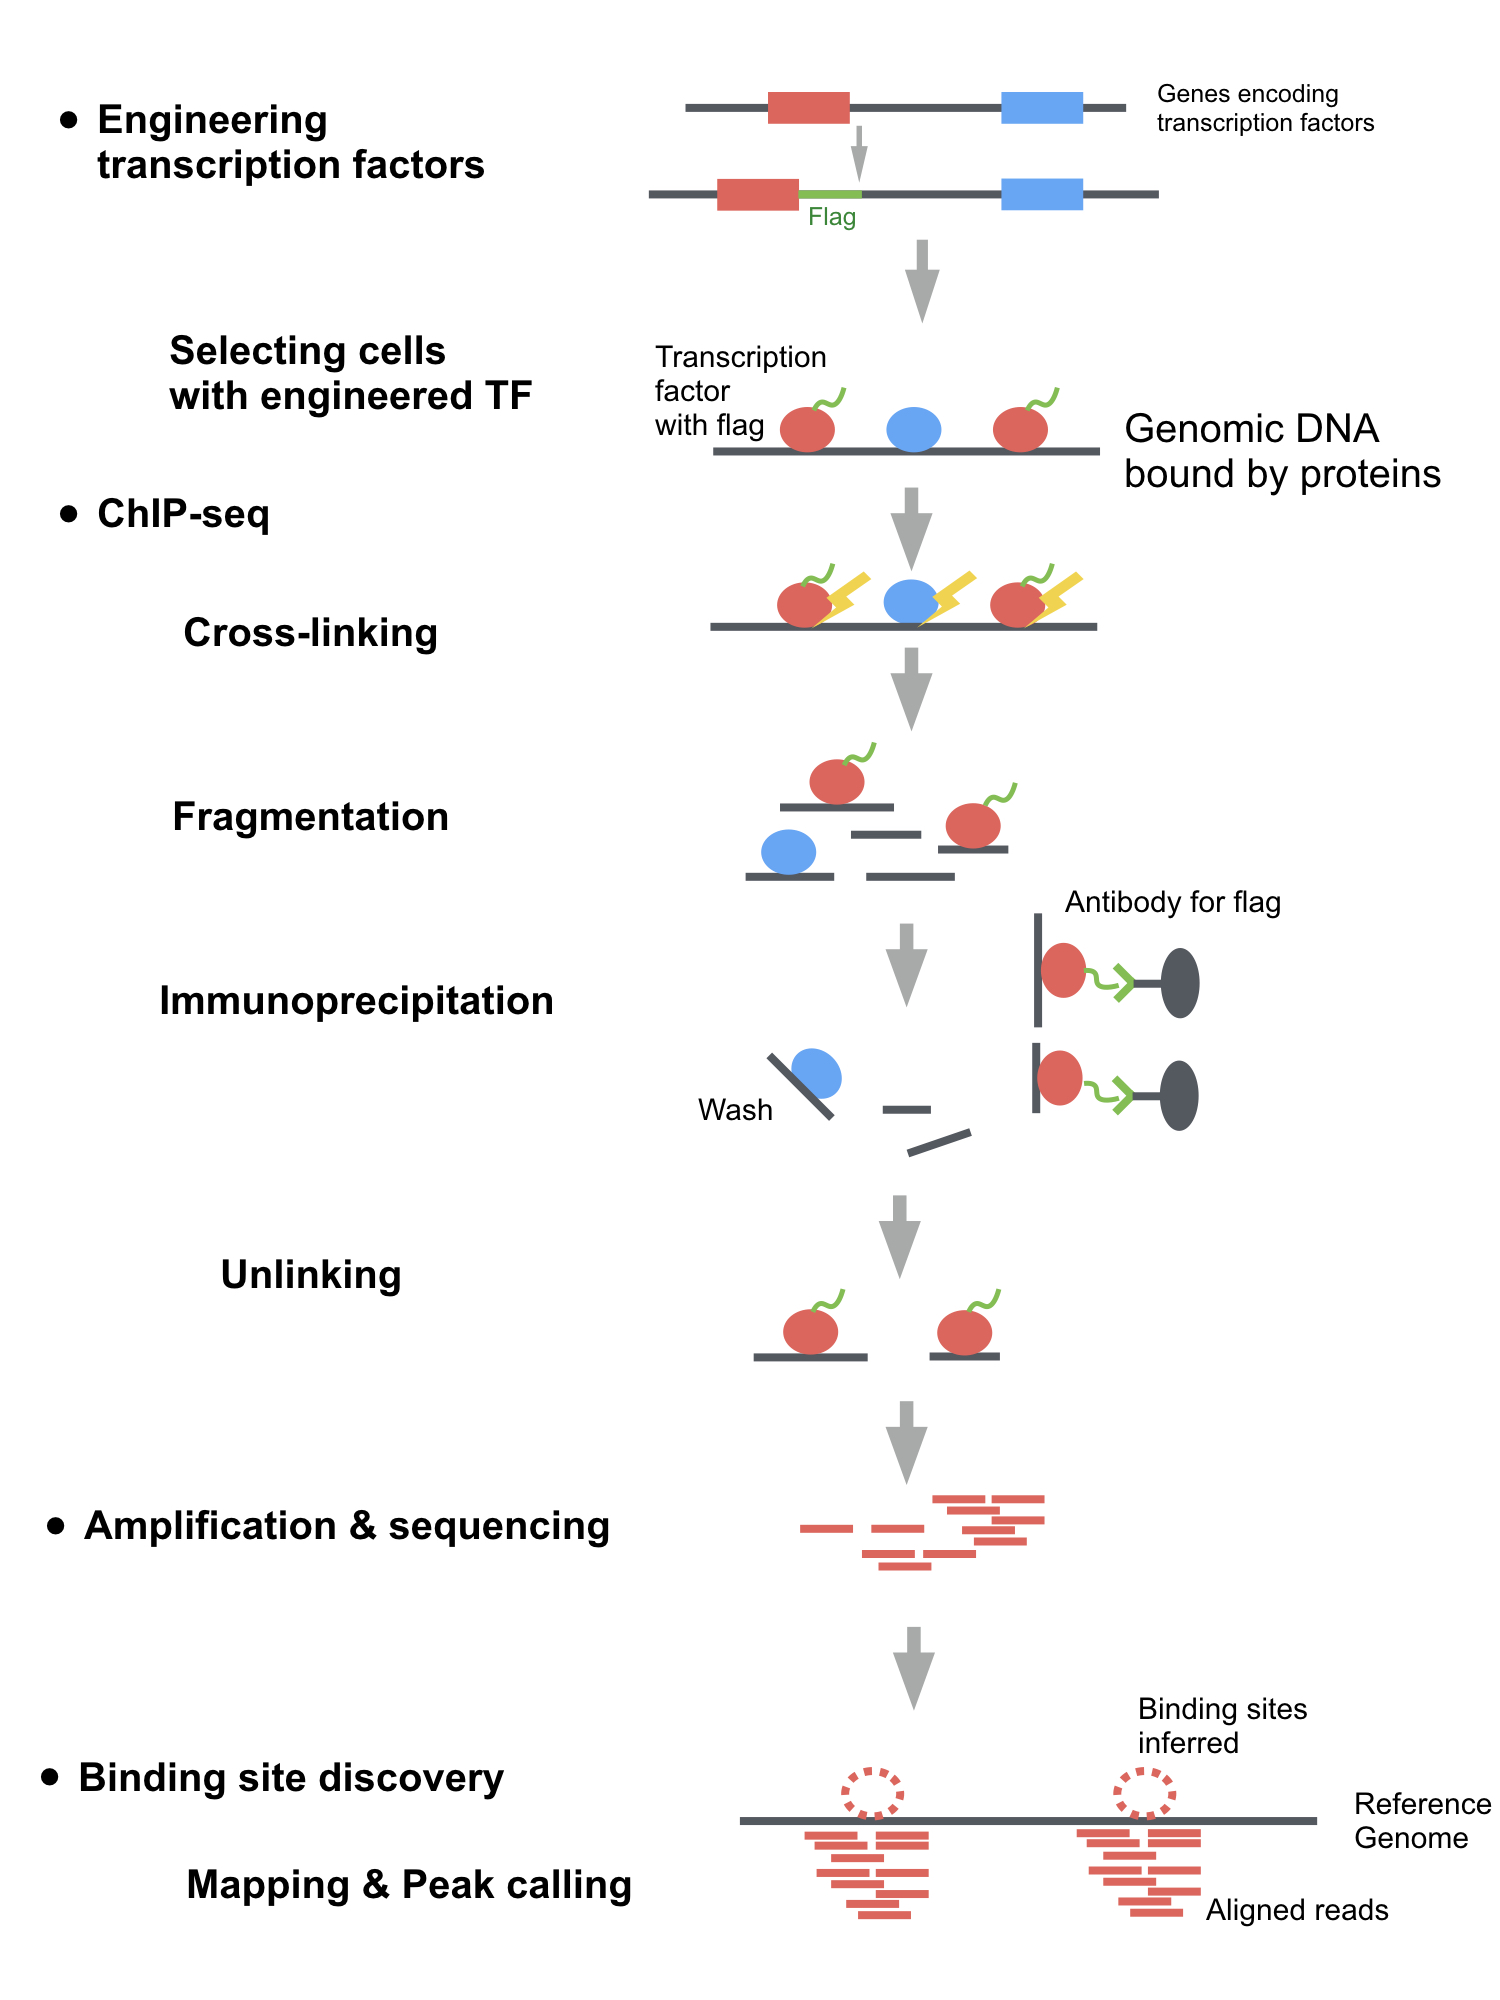 Genes encoding
transcription factors
• Engineering
transcription factors
Flag
Selecting cells
with engineered TF
Transcription
factor
with flag
Genomic DNA
bound by proteins
• ChIP-seq
Cross-linking
Fragmentation
Antibody for flag
Immunoprecipitation
Wash
Unlinking
• Amplification & sequencing
Binding sites
inferred
• Binding site discovery
Reference
Genome
Mapping & Peak calling
Aligned reads